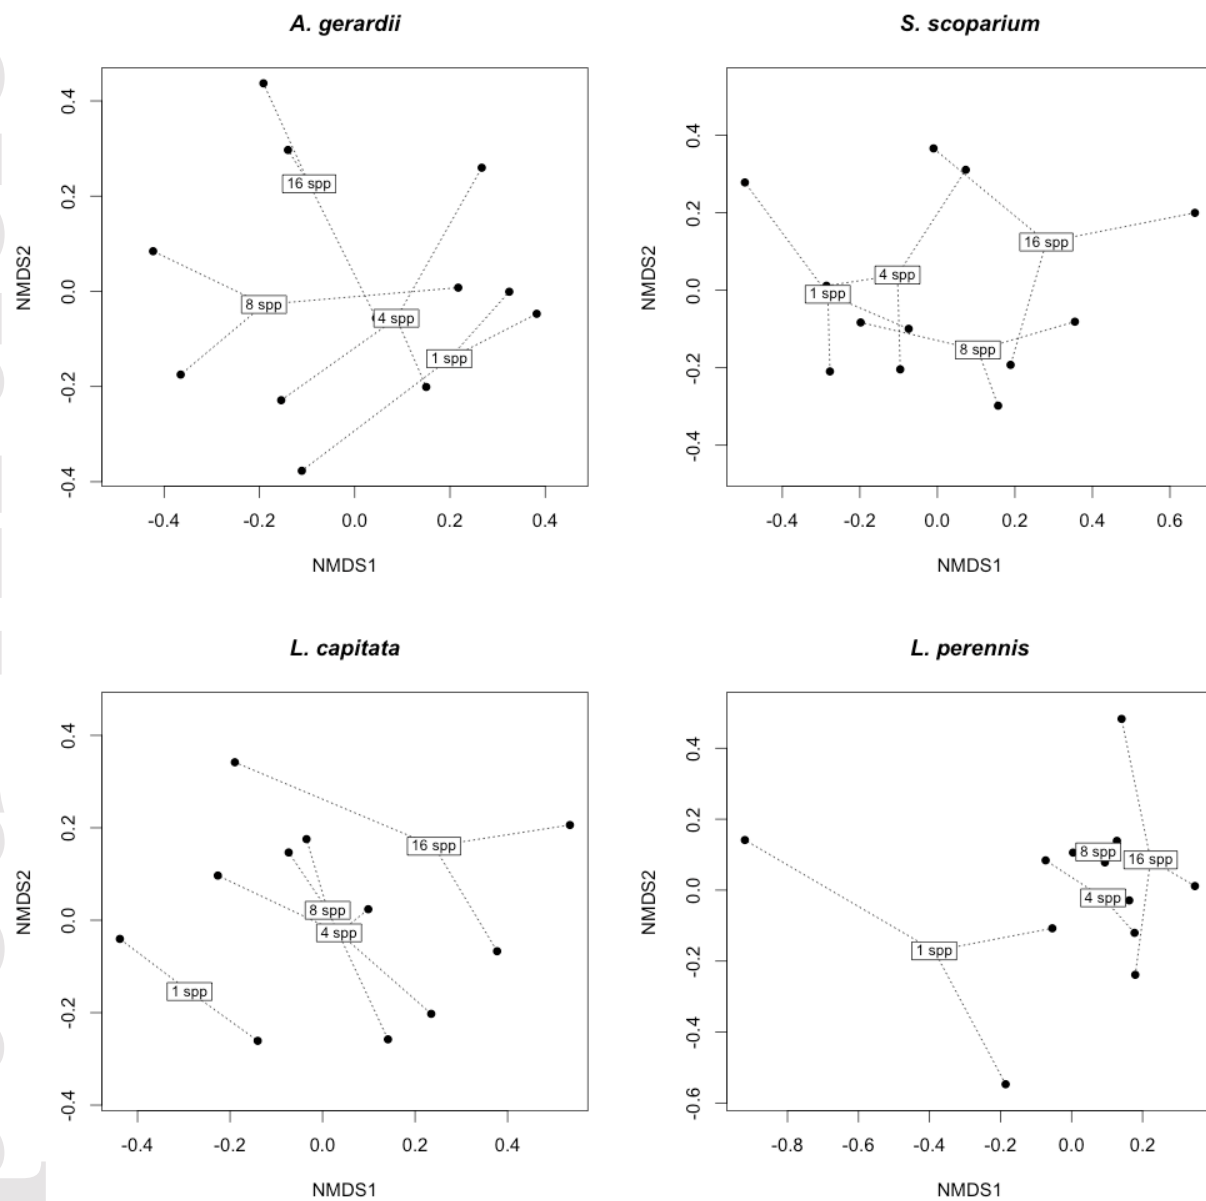 A. gerardii
S. scoparium
0.4
0.2
0.0
-0.2
-0.4
NMDS2
16 spp
8 spp
4 spp
1 spp
-0.4 -0.2 0.0 0.2 0.4
NMDS1
0.4
0.2
0.0
-0.2
-0.4
NMDS2
16 spp
4 spp
1 spp
8 spp
-0.4 -0.2 0.0 0.2 0.4 0.6
NMDS1
L. capitata
L. perennis
0.4
0.2
0.0
-0.2
-0.4
NMDS2
16 spp
8 spp
4 spp
1 spp
-0.4 -0.2 0.0 0.2 0.4
NMDS1
0.4
0.2
0.0
-0.2
-0.4
-0.6
NMDS2
8 spp
16 spp
4 spp
1 spp
-0.8 -0.6 -0.4 -0.2 0.0 0.2
NMDS1